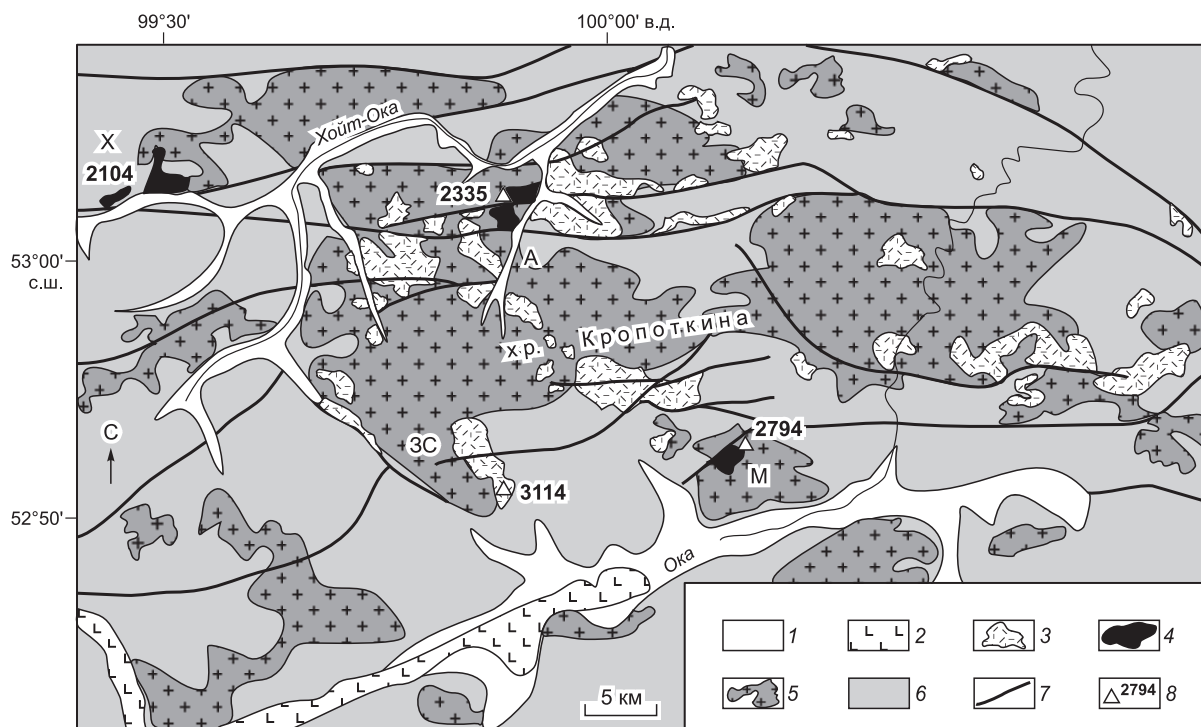 99°30'
100°00' в.д.
Хойт-Ока
Х
2104
2335
53°00'
с.ш.
А
хр. Кропоткина
С
ЗС
2794
М
3114
52°50'
Ока
5 км
1
2
3
4
5
6
7
2794
8